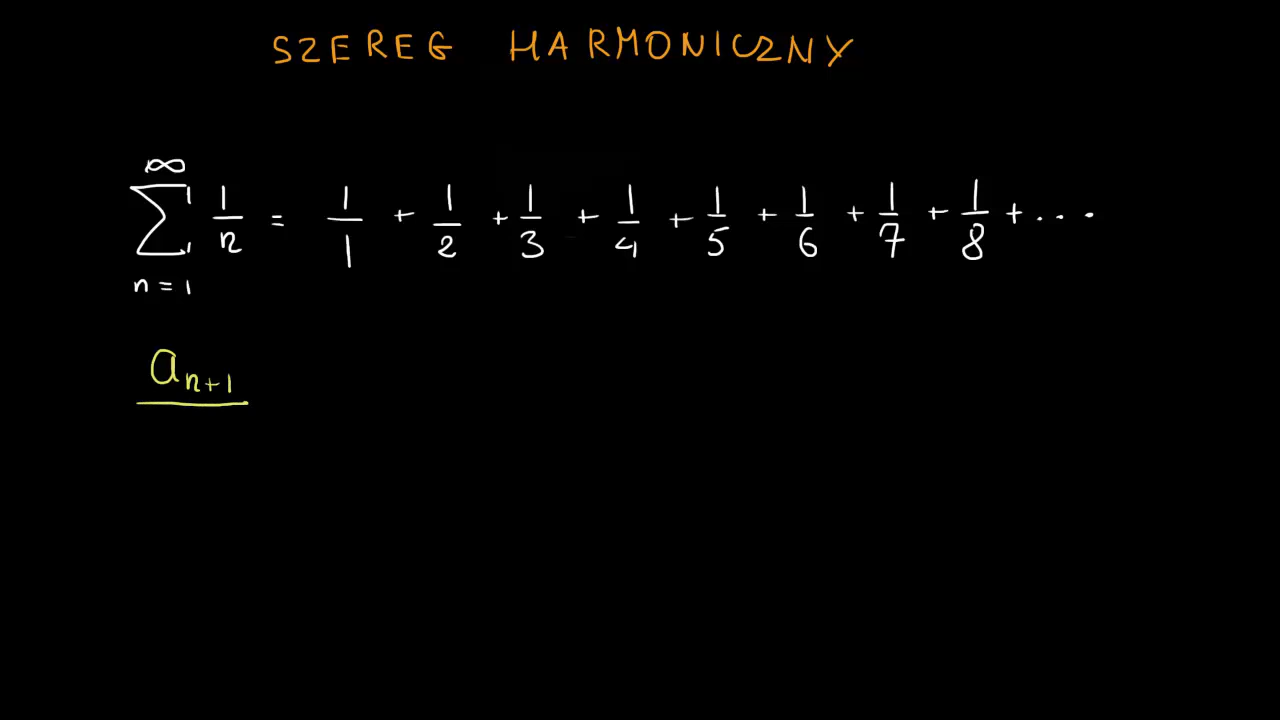 SZEREG HARMONICZNY
∞
∑ 1/n = 1/1 + 1/2 + 1/3 + 1/4 + 1/5 + 1/6 + 1/7 + 1/8 + ...
n = 1
a_{n+1}